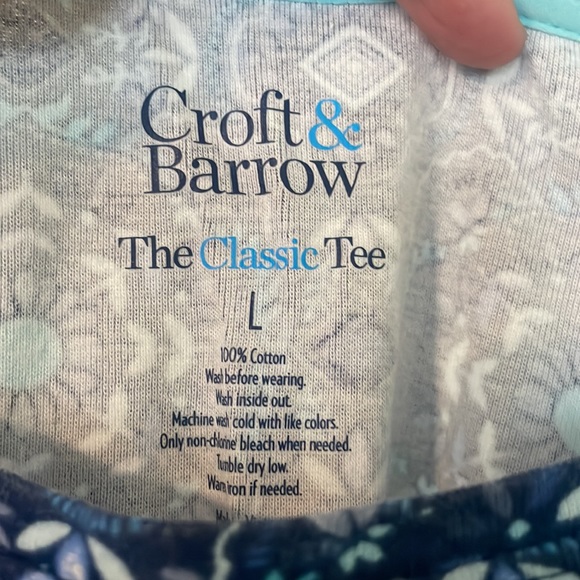 Croft &
Barrow
The Classic Tee
L
100% Cotton
Wash before wearing.
Wash inside out.
Machine wash cold with like colors.
Only non-chlorine bleach when needed.
Tumble dry low.
Warm iron if needed.